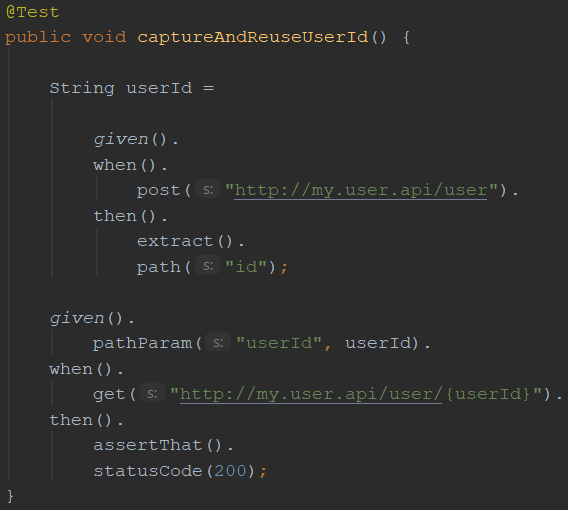 @Test
public void captureAndReuseUserId() {
String userId =
given().
when().
post( s: "http://my.user.api/user").
then().
extract().
path( s: "id");
given().
pathParam( s: "userId", userId).
when().
get( s: "http://my.user.api/user/{userId}").
then().
assertThat().
statusCode(200);
}